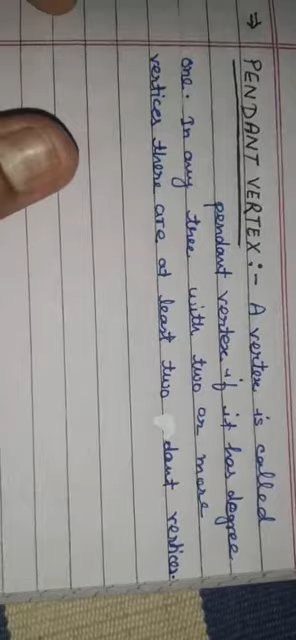 ⇒ PENDANT VERTEX :- A vertex is called
pendant vertex if it has degree
one. In any tree with two or more
vertices there are at least two dant vertices.